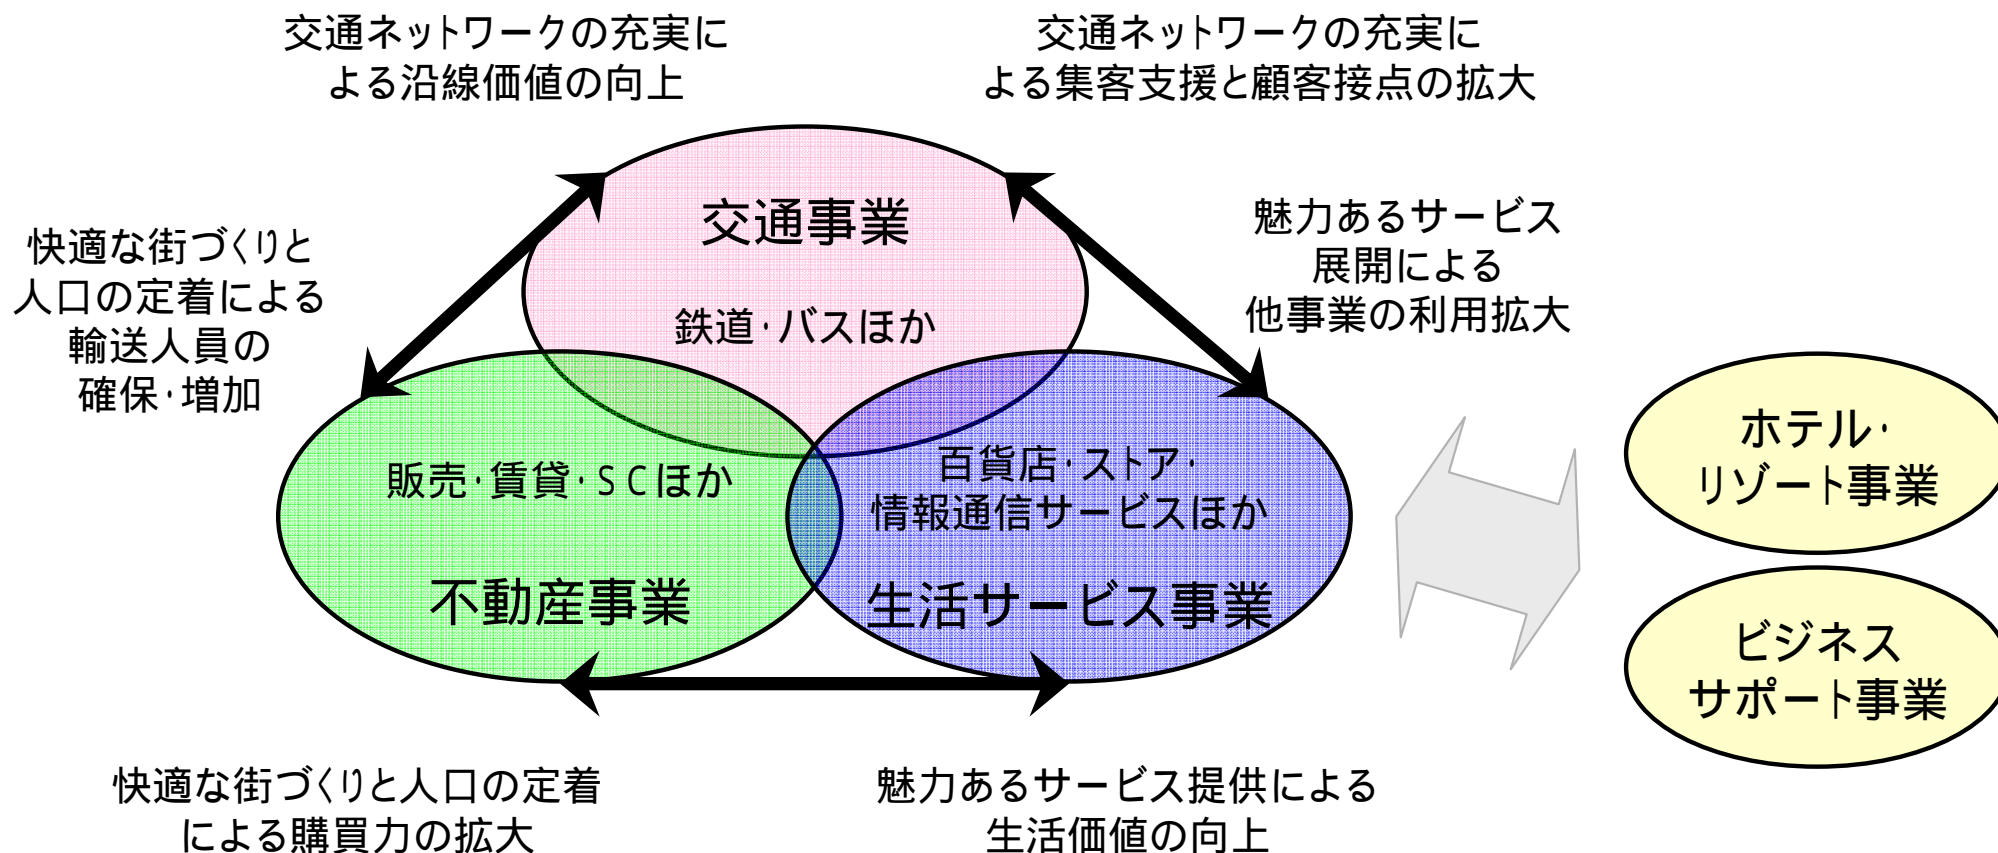 交通ネットワークの充実に
よる沿線価値の向上
交通ネットワークの充実に
よる集客支援と顧客接点の拡大
交通事業
鉄道・バスほか
快適な街づくりと
人口の定着による
輸送人員の
確保・増加
魅力あるサービス
展開による
他事業の利用拡大
販売・賃貸・ＳＣほか
不動産事業
百貨店・ストア・
情報通信サービスほか
生活サービス事業
ホテル・
リゾート事業
ビジネス
サポート事業
快適な街づくりと人口の定着
による購買力の拡大
魅力あるサービス提供による
生活価値の向上